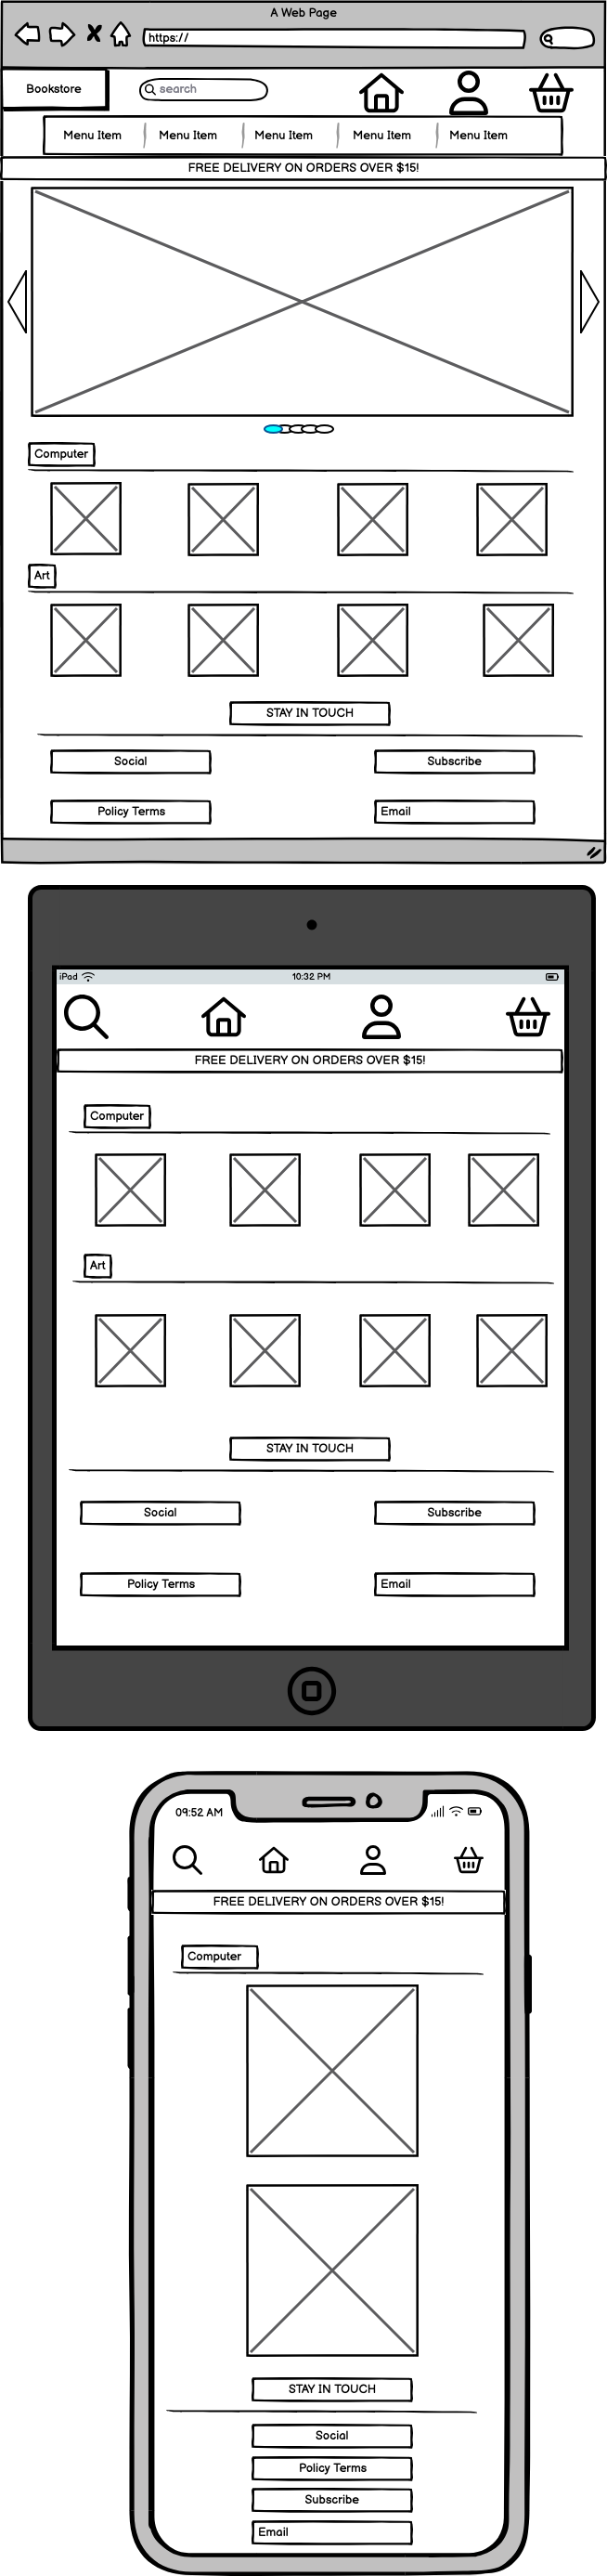 A Web Page
https://
Bookstore
search
Menu Item Menu Item Menu Item Menu Item Menu Item
FREE DELIVERY ON ORDERS OVER $15!
Computer
Art
STAY IN TOUCH
Social Subscribe
Policy Terms Email
iPad 10:32 PM
FREE DELIVERY ON ORDERS OVER $15!
Computer
Art
STAY IN TOUCH
Social Subscribe
Policy Terms Email
09:52 AM
FREE DELIVERY ON ORDERS OVER $15!
Computer
STAY IN TOUCH
Social
Policy Terms
Subscribe
Email